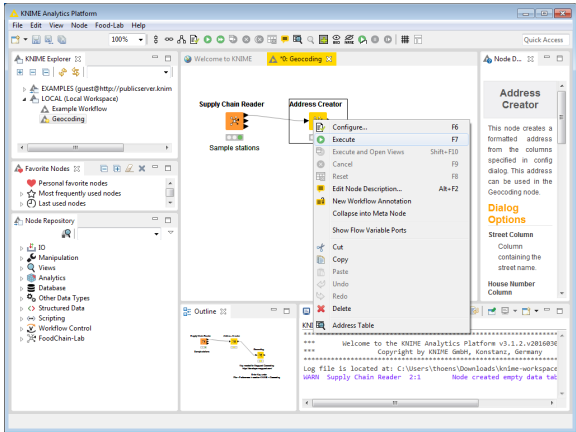 KNIME Analytics Platform
File Edit View Node Food-Lab Help
100%
Quick Access
KNIME Explorer
EXAMPLES (guest@http://publicserver.knim
LOCAL (Local Workspace)
Example Workflow
Geocoding
Favorite Nodes
Personal favorite nodes
Most frequently used nodes
Last used nodes
Node Repository
IO
Manipulation
Views
Analytics
Database
Other Data Types
Structured Data
Scripting
Workflow Control
FoodChain-Lab
Welcome to KNIME
*0: Geocoding
Supply Chain Reader
Address Creator
Sample stations
Configure... F6
Execute F7
Execute and Open Views Shift+F10
Cancel F9
Reset F8
Edit Node Description... Alt+F2
New Workflow Annotation
Collapse into Meta Node
Show Flow Variable Ports
Cut
Copy
Paste
Undo
Redo
Delete
Address Table
Node D...
Address
Creator
This node creates a
formatted address
from the columns
specified in config
dialog. This address
can be used in the
Geocoding node.
Dialog
Options
Street Column
Column
containing the
street name.
House Number
Column
Outline
*** Welcome to the KNIME Analytics Platform v3.1.2.v2016030
*** Copyright by KNIME GmbH, Konstanz, Germany
Log file is located at: C:\Users\thoens\Downloads\knime-workspace
WARN Supply Chain Reader 2:1 Node created empty data tab